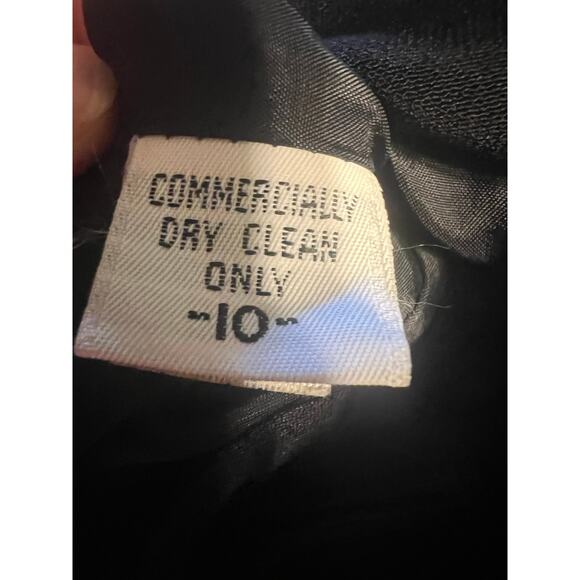 COMMERCIALLY
DRY CLEAN
ONLY
~10~